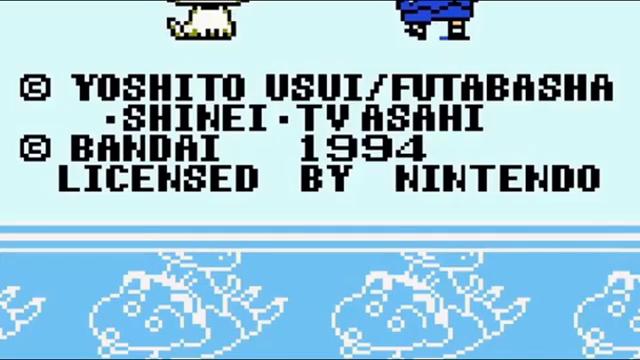 © YOSHITO USUI/FUTABASHA
·SHINEI·TV ASAHI
© BANDAI 1994
LICENSED BY NINTENDO